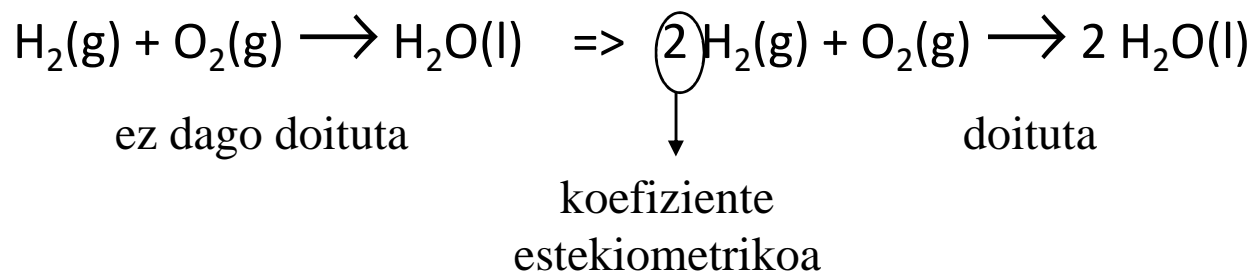 H₂(g) + O₂(g) ⟶ H₂O(l) => 2 H₂(g) + O₂(g) ⟶ 2 H₂O(l)
ez dago doituta doituta
koefiziente
estekiometrikoa